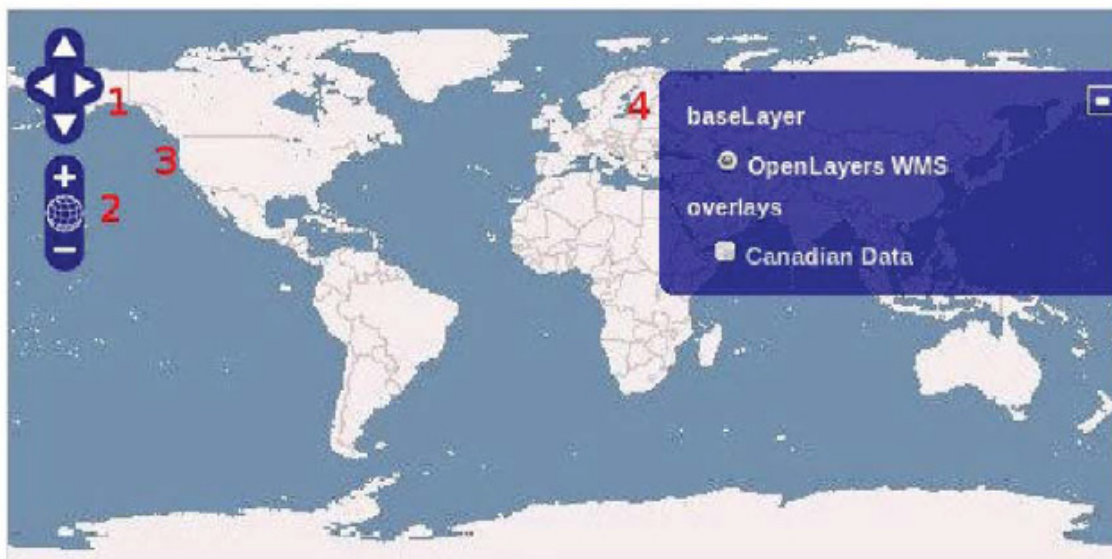 1
2
3
4
baseLayer
OpenLayers WMS
overlays
Canadian Data